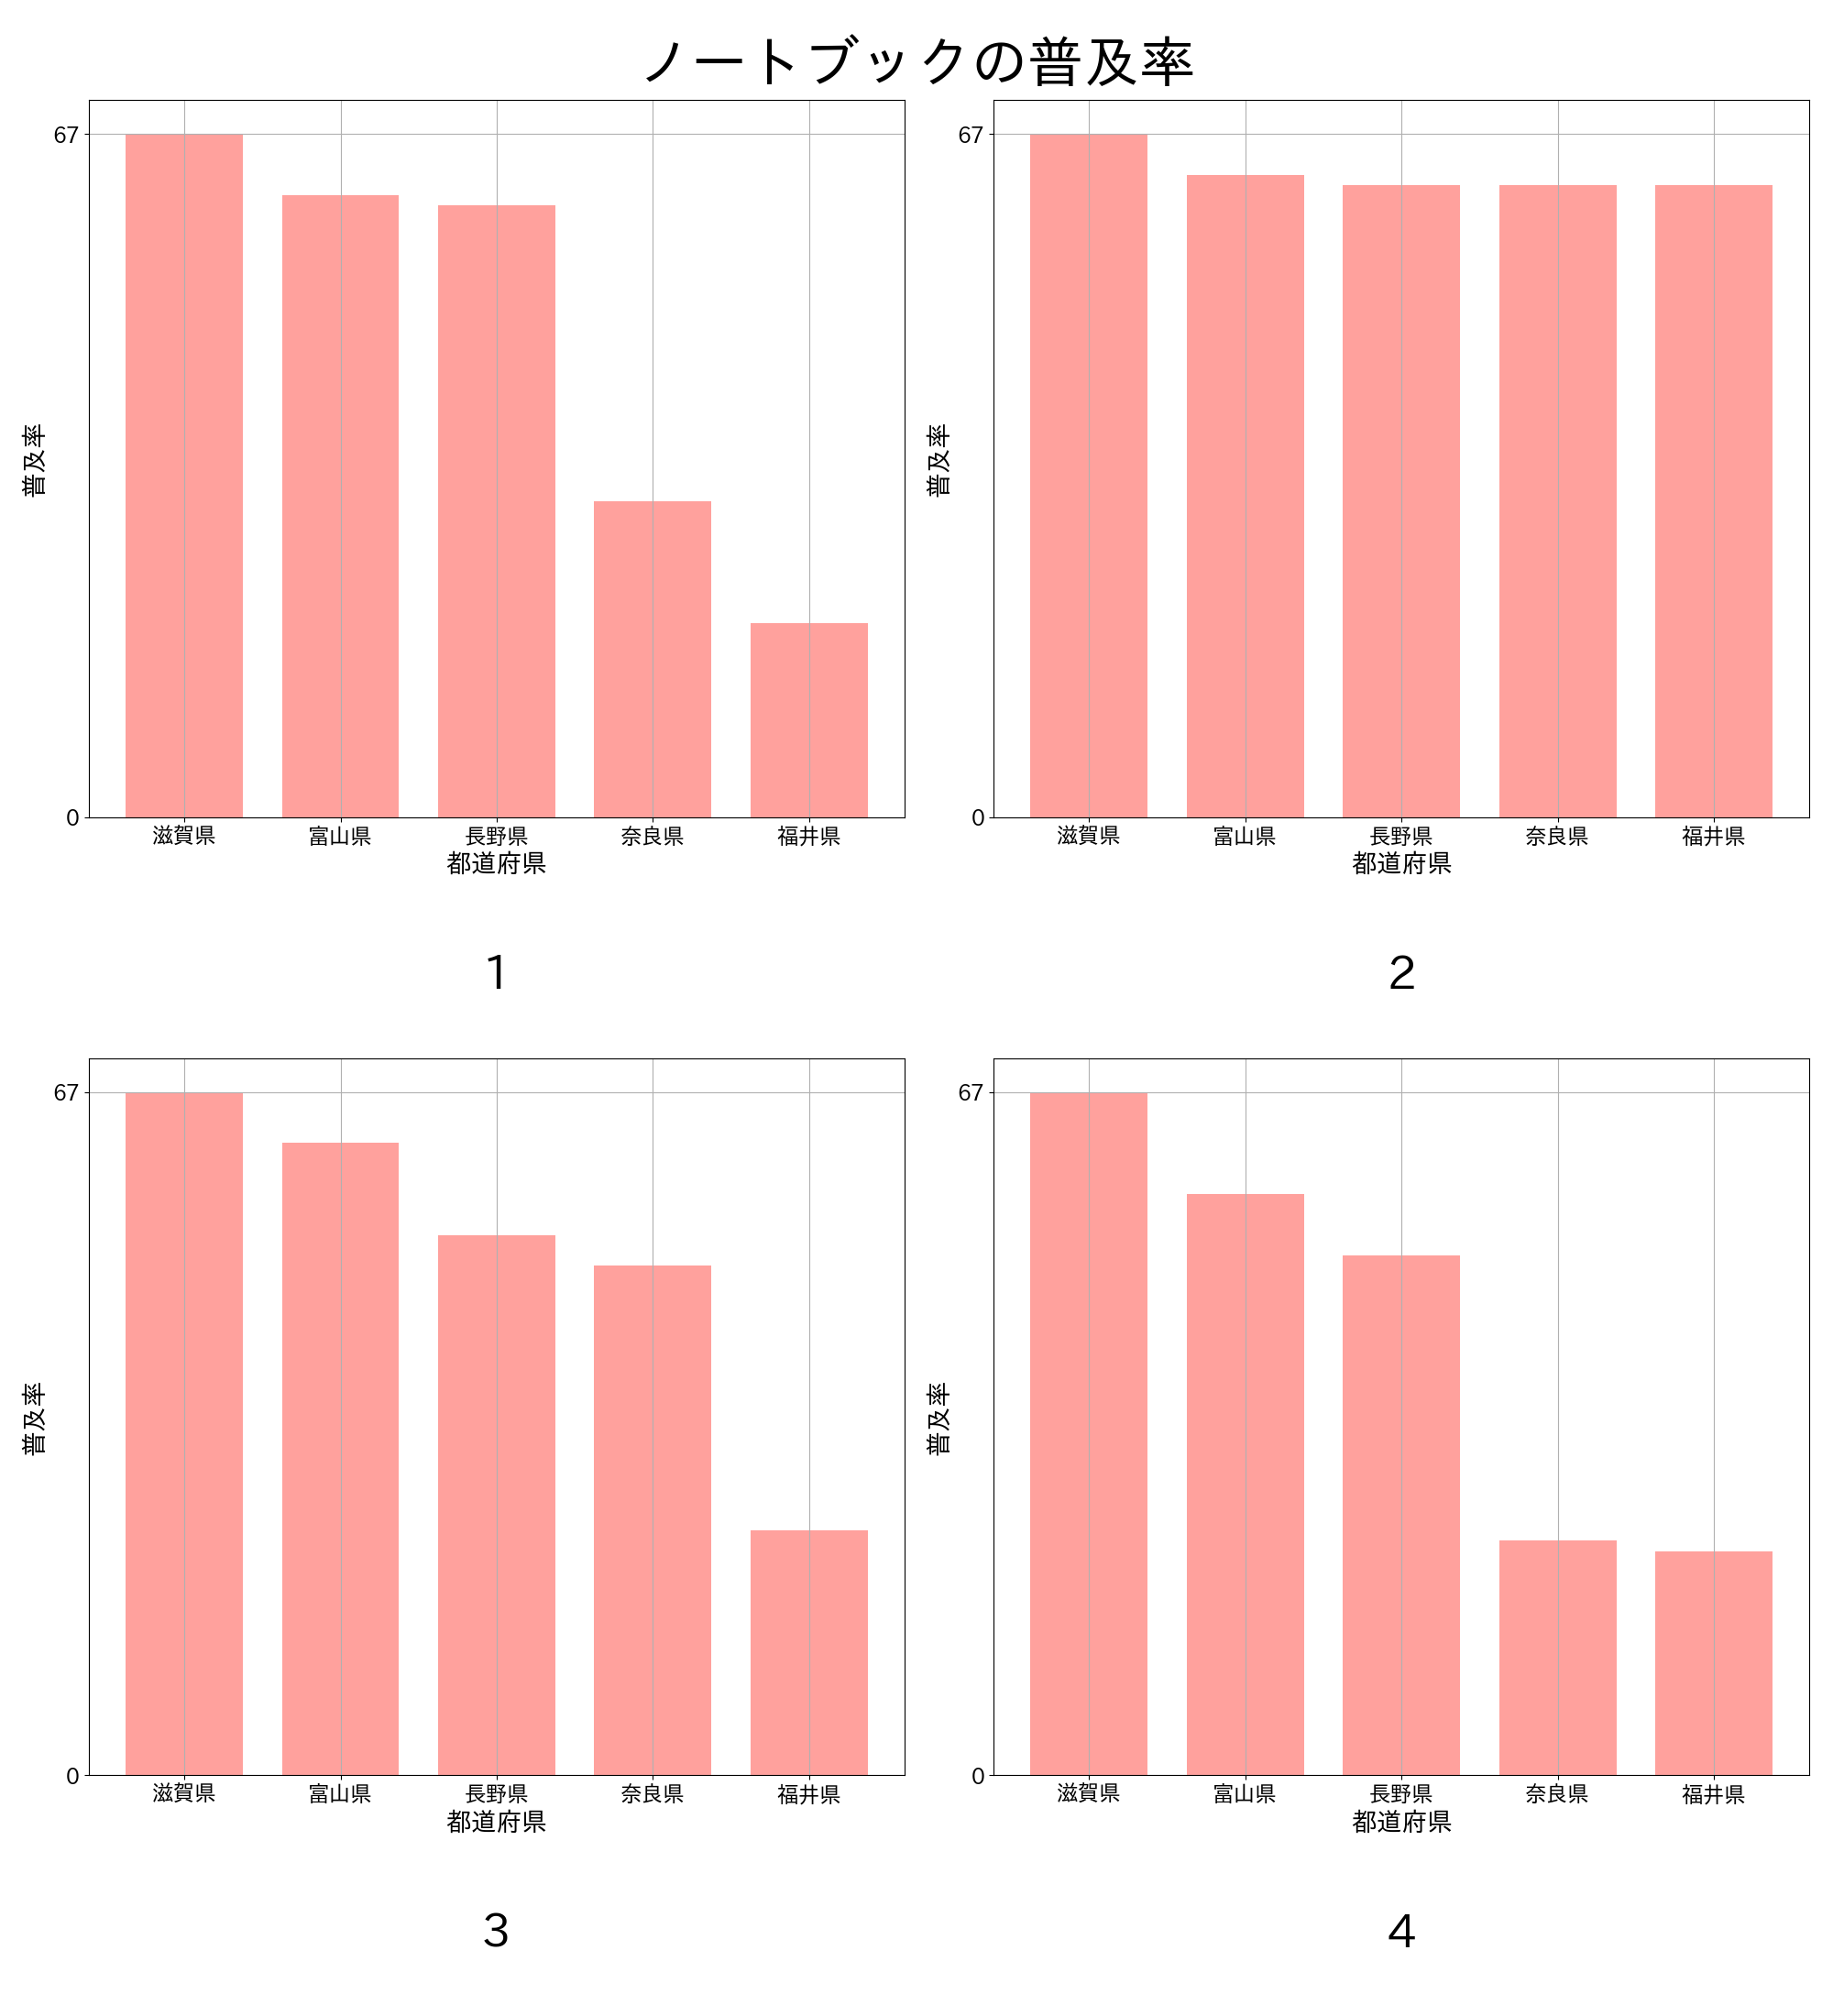 ノートブックの普及率
67
0
普及率
滋賀県 富山県 長野県 奈良県 福井県
都道府県
1
67
0
普及率
滋賀県 富山県 長野県 奈良県 福井県
都道府県
2
67
0
普及率
滋賀県 富山県 長野県 奈良県 福井県
都道府県
3
67
0
普及率
滋賀県 富山県 長野県 奈良県 福井県
都道府県
4